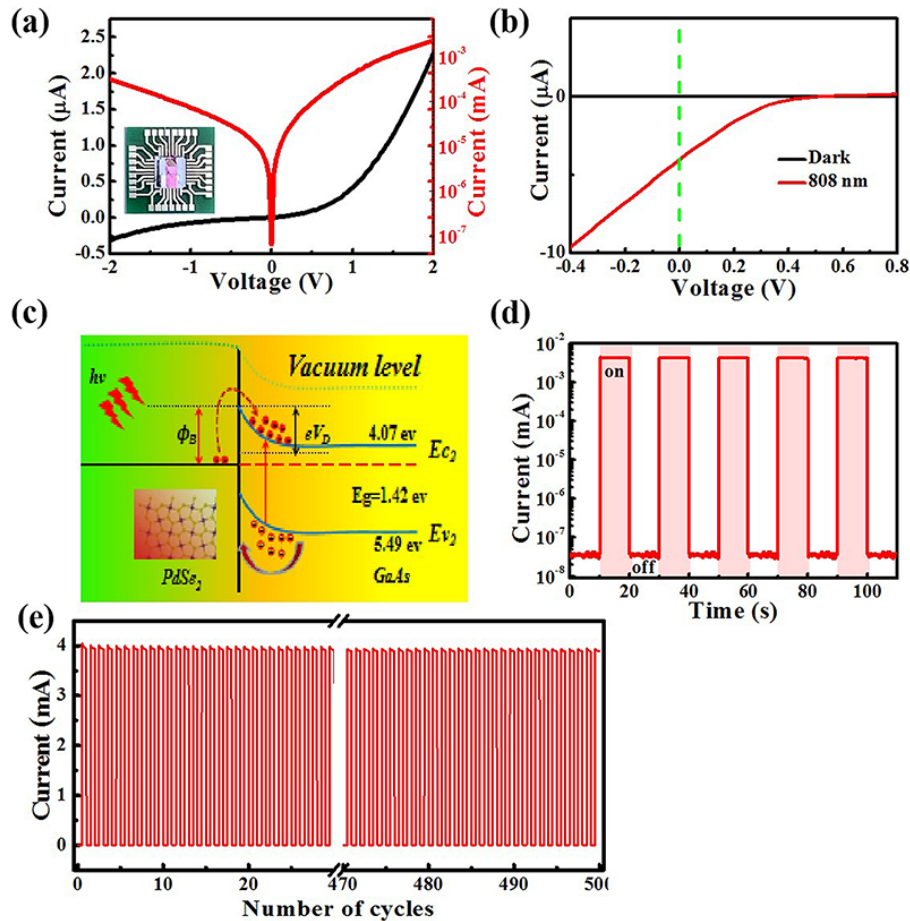 (a)
2.5
2.0
1.5
1.0
0.5
0.0
-0.5
Current (μA)
-2
-1
0
1
2
Voltage (V)
10-3
10-4
10-5
10-6
10-7
Current (mA)
(b)
Current (μA)
0
-10
Dark
808 nm
-0.4
-0.2
0.0
0.2
0.4
0.6
0.8
Voltage (V)
(c)
hv
Vacuum level
ϕB
eVD
4.07 ev
Ec2
Eg=1.42 ev
Ev2
5.49 ev
PdSe2
GaAs
(d)
10-2
10-3
10-4
10-5
10-6
10-7
10-8
Current (mA)
on
off
0
20
40
60
80
100
Time (s)
(e)
4
3
2
1
0
Current (mA)
0
10
20
30
470
480
490
500
Number of cycles